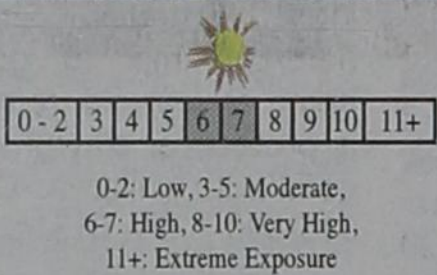 0 - 2 3 4 5 6 7 8 9 10 11+
0-2: Low, 3-5: Moderate,
6-7: High, 8-10: Very High,
11+: Extreme Exposure